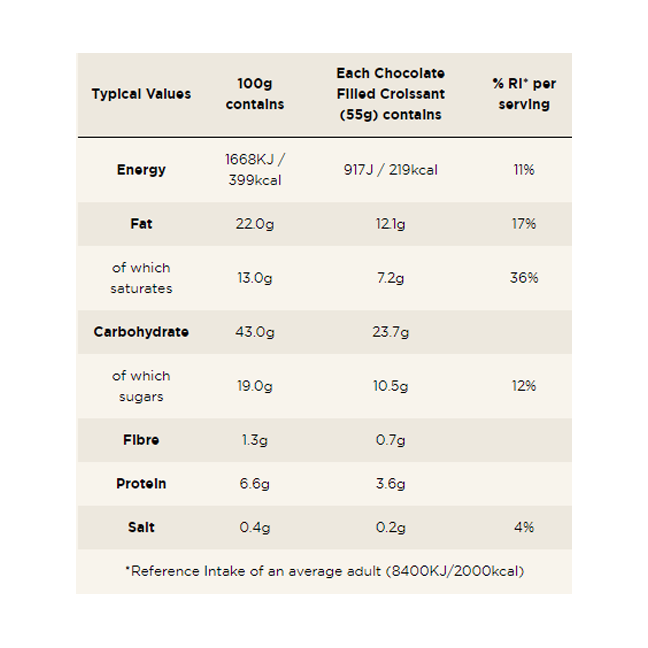 Typical Values 100g contains Each Chocolate Filled Croissant (55g) contains % RI* per serving
Energy 1668KJ / 399kcal 917J / 219kcal 11%
Fat 22.0g 12.1g 17%
of which saturates 13.0g 7.2g 36%
Carbohydrate 43.0g 23.7g
of which sugars 19.0g 10.5g 12%
Fibre 1.3g 0.7g
Protein 6.6g 3.6g
Salt 0.4g 0.2g 4%
*Reference Intake of an average adult (8400KJ/2000kcal)